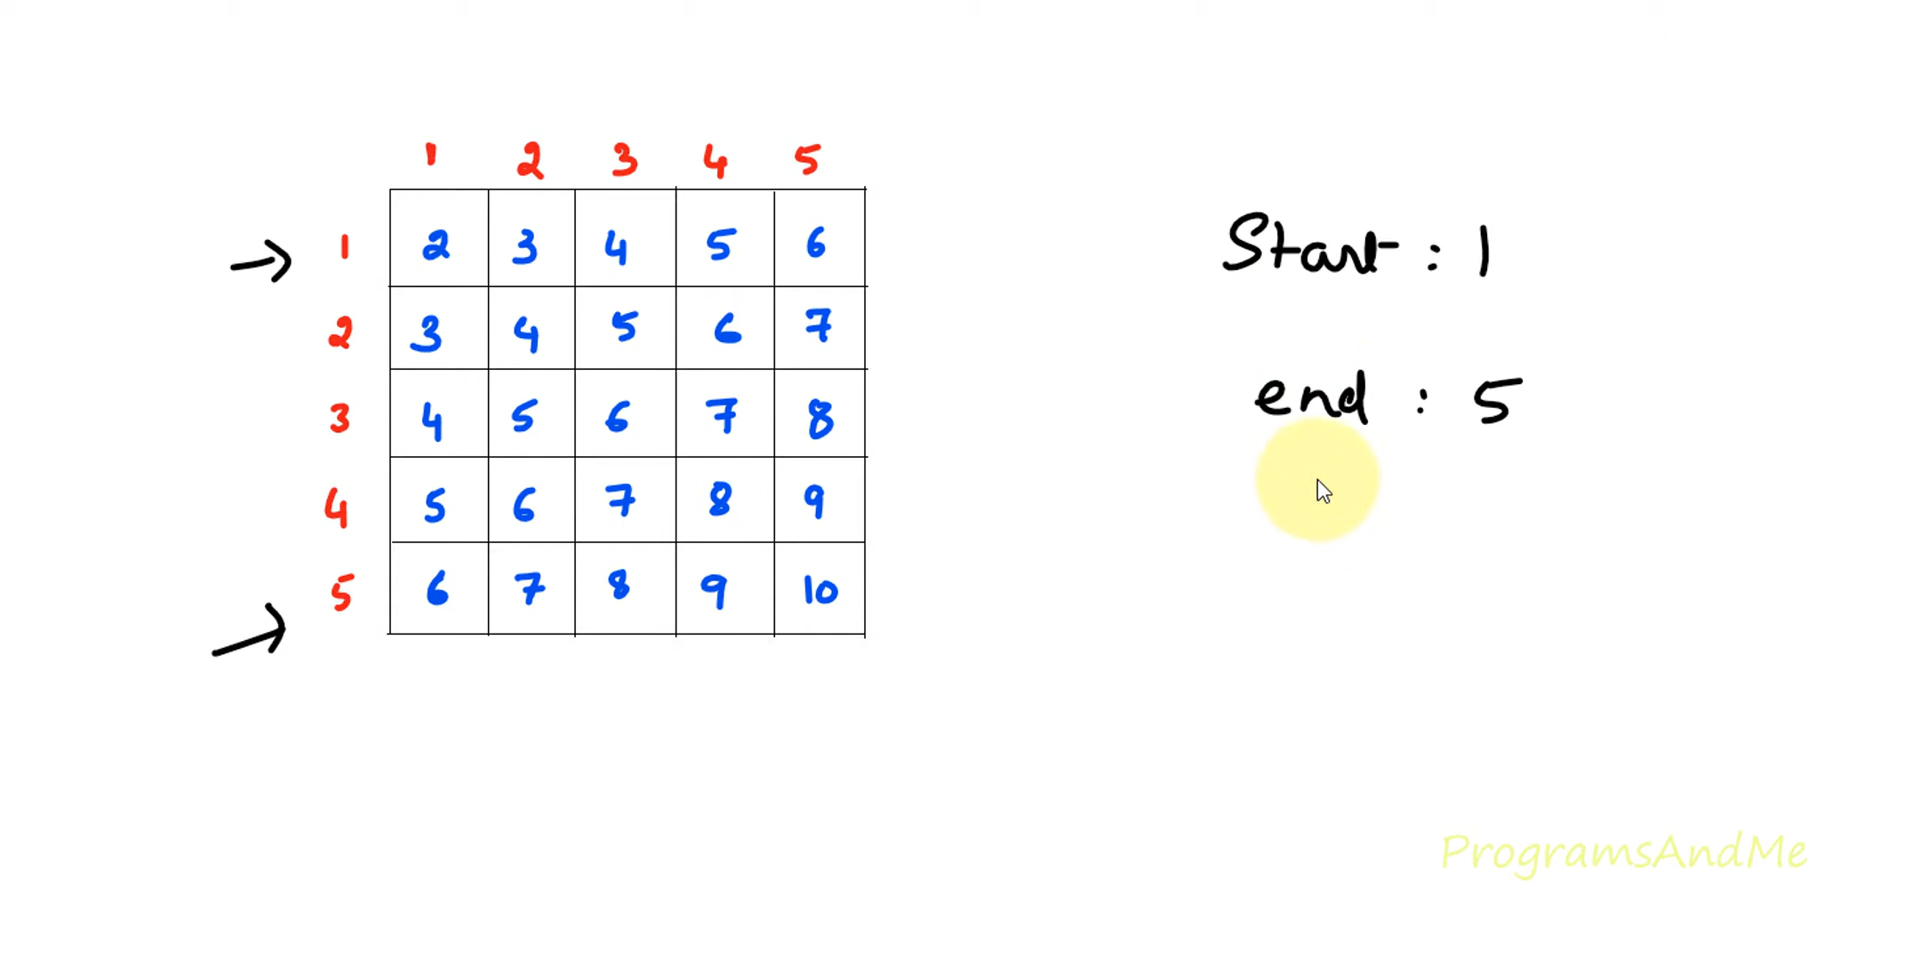 1 2 3 4 5
1 2 3 4 5 6
2 3 4 5 6 7
3 4 5 6 7 8
4 5 6 7 8 9
5 6 7 8 9 10
Start : 1
end : 5
ProgramsAndMe